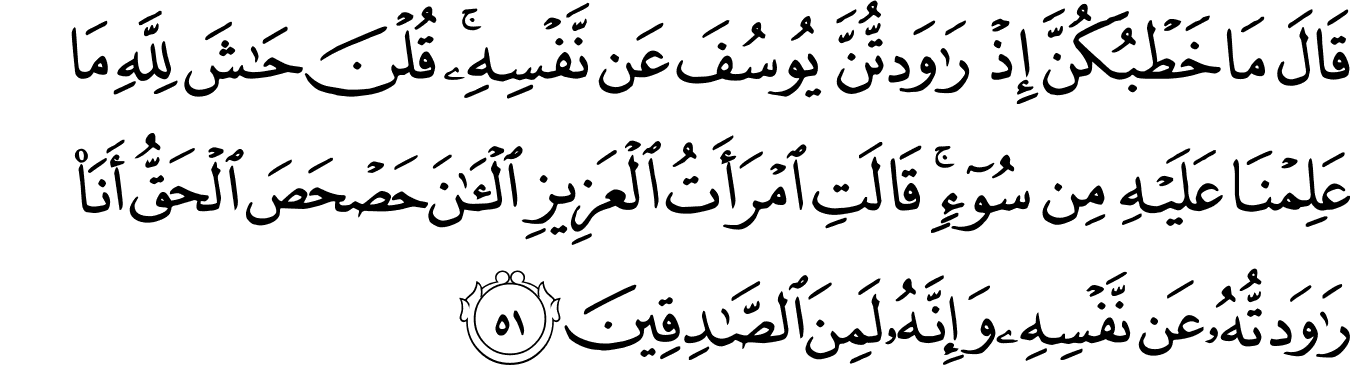 قَالَ مَا خَطۡبُكُنَّ إِذۡ رَٰوَدتُّنَّ يُوسُفَ عَن نَّفۡسِهِۦۚ قُلۡنَ حَٰشَ لِلَّهِ مَا
عَلِمۡنَا عَلَيۡهِ مِن سُوٓءٖۚ قَالَتِ ٱمۡرَأَتُ ٱلۡعَزِيزِ ٱلۡـَٰٔنَ حَصۡحَصَ ٱلۡحَقُّ أَنَا۠
رَٰوَدتُّهُۥ عَن نَّفۡسِهِۦ وَإِنَّهُۥ لَمِنَ ٱلصَّٰدِقِينَ ٥١